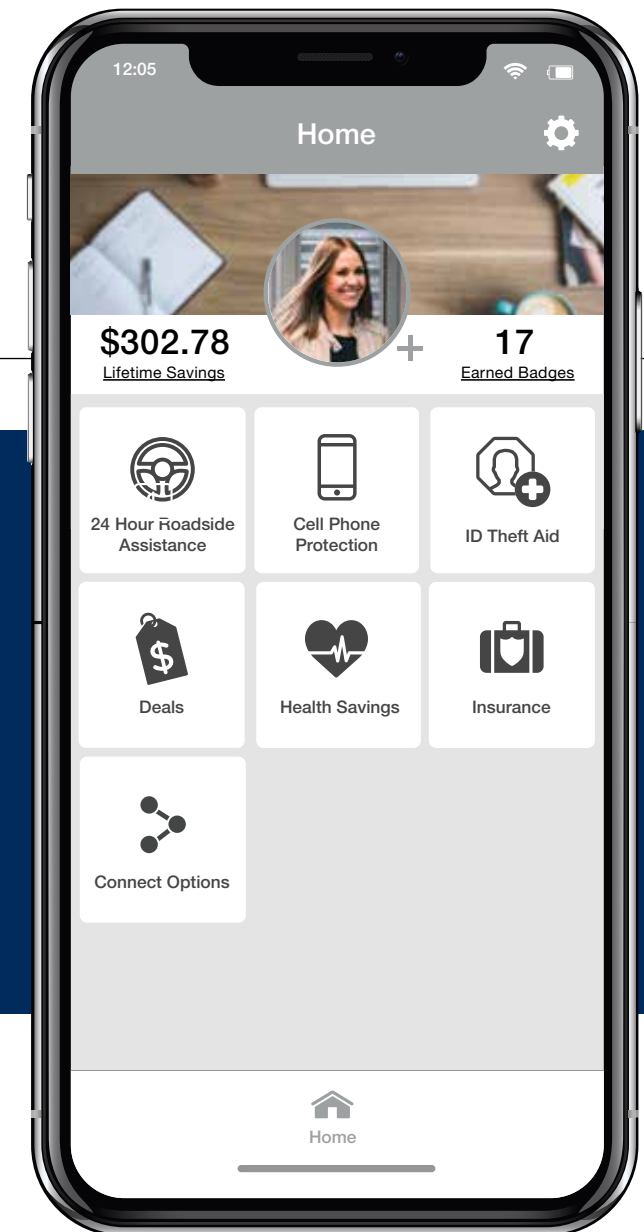 12:05
Home
$302.78
17
Lifetime Savings
Earned Badges
24 Hour Roadside
Assistance
Cell Phone
Protection
ID Theft Aid
$
Deals
Health Savings
Insurance
Connect Options
Home